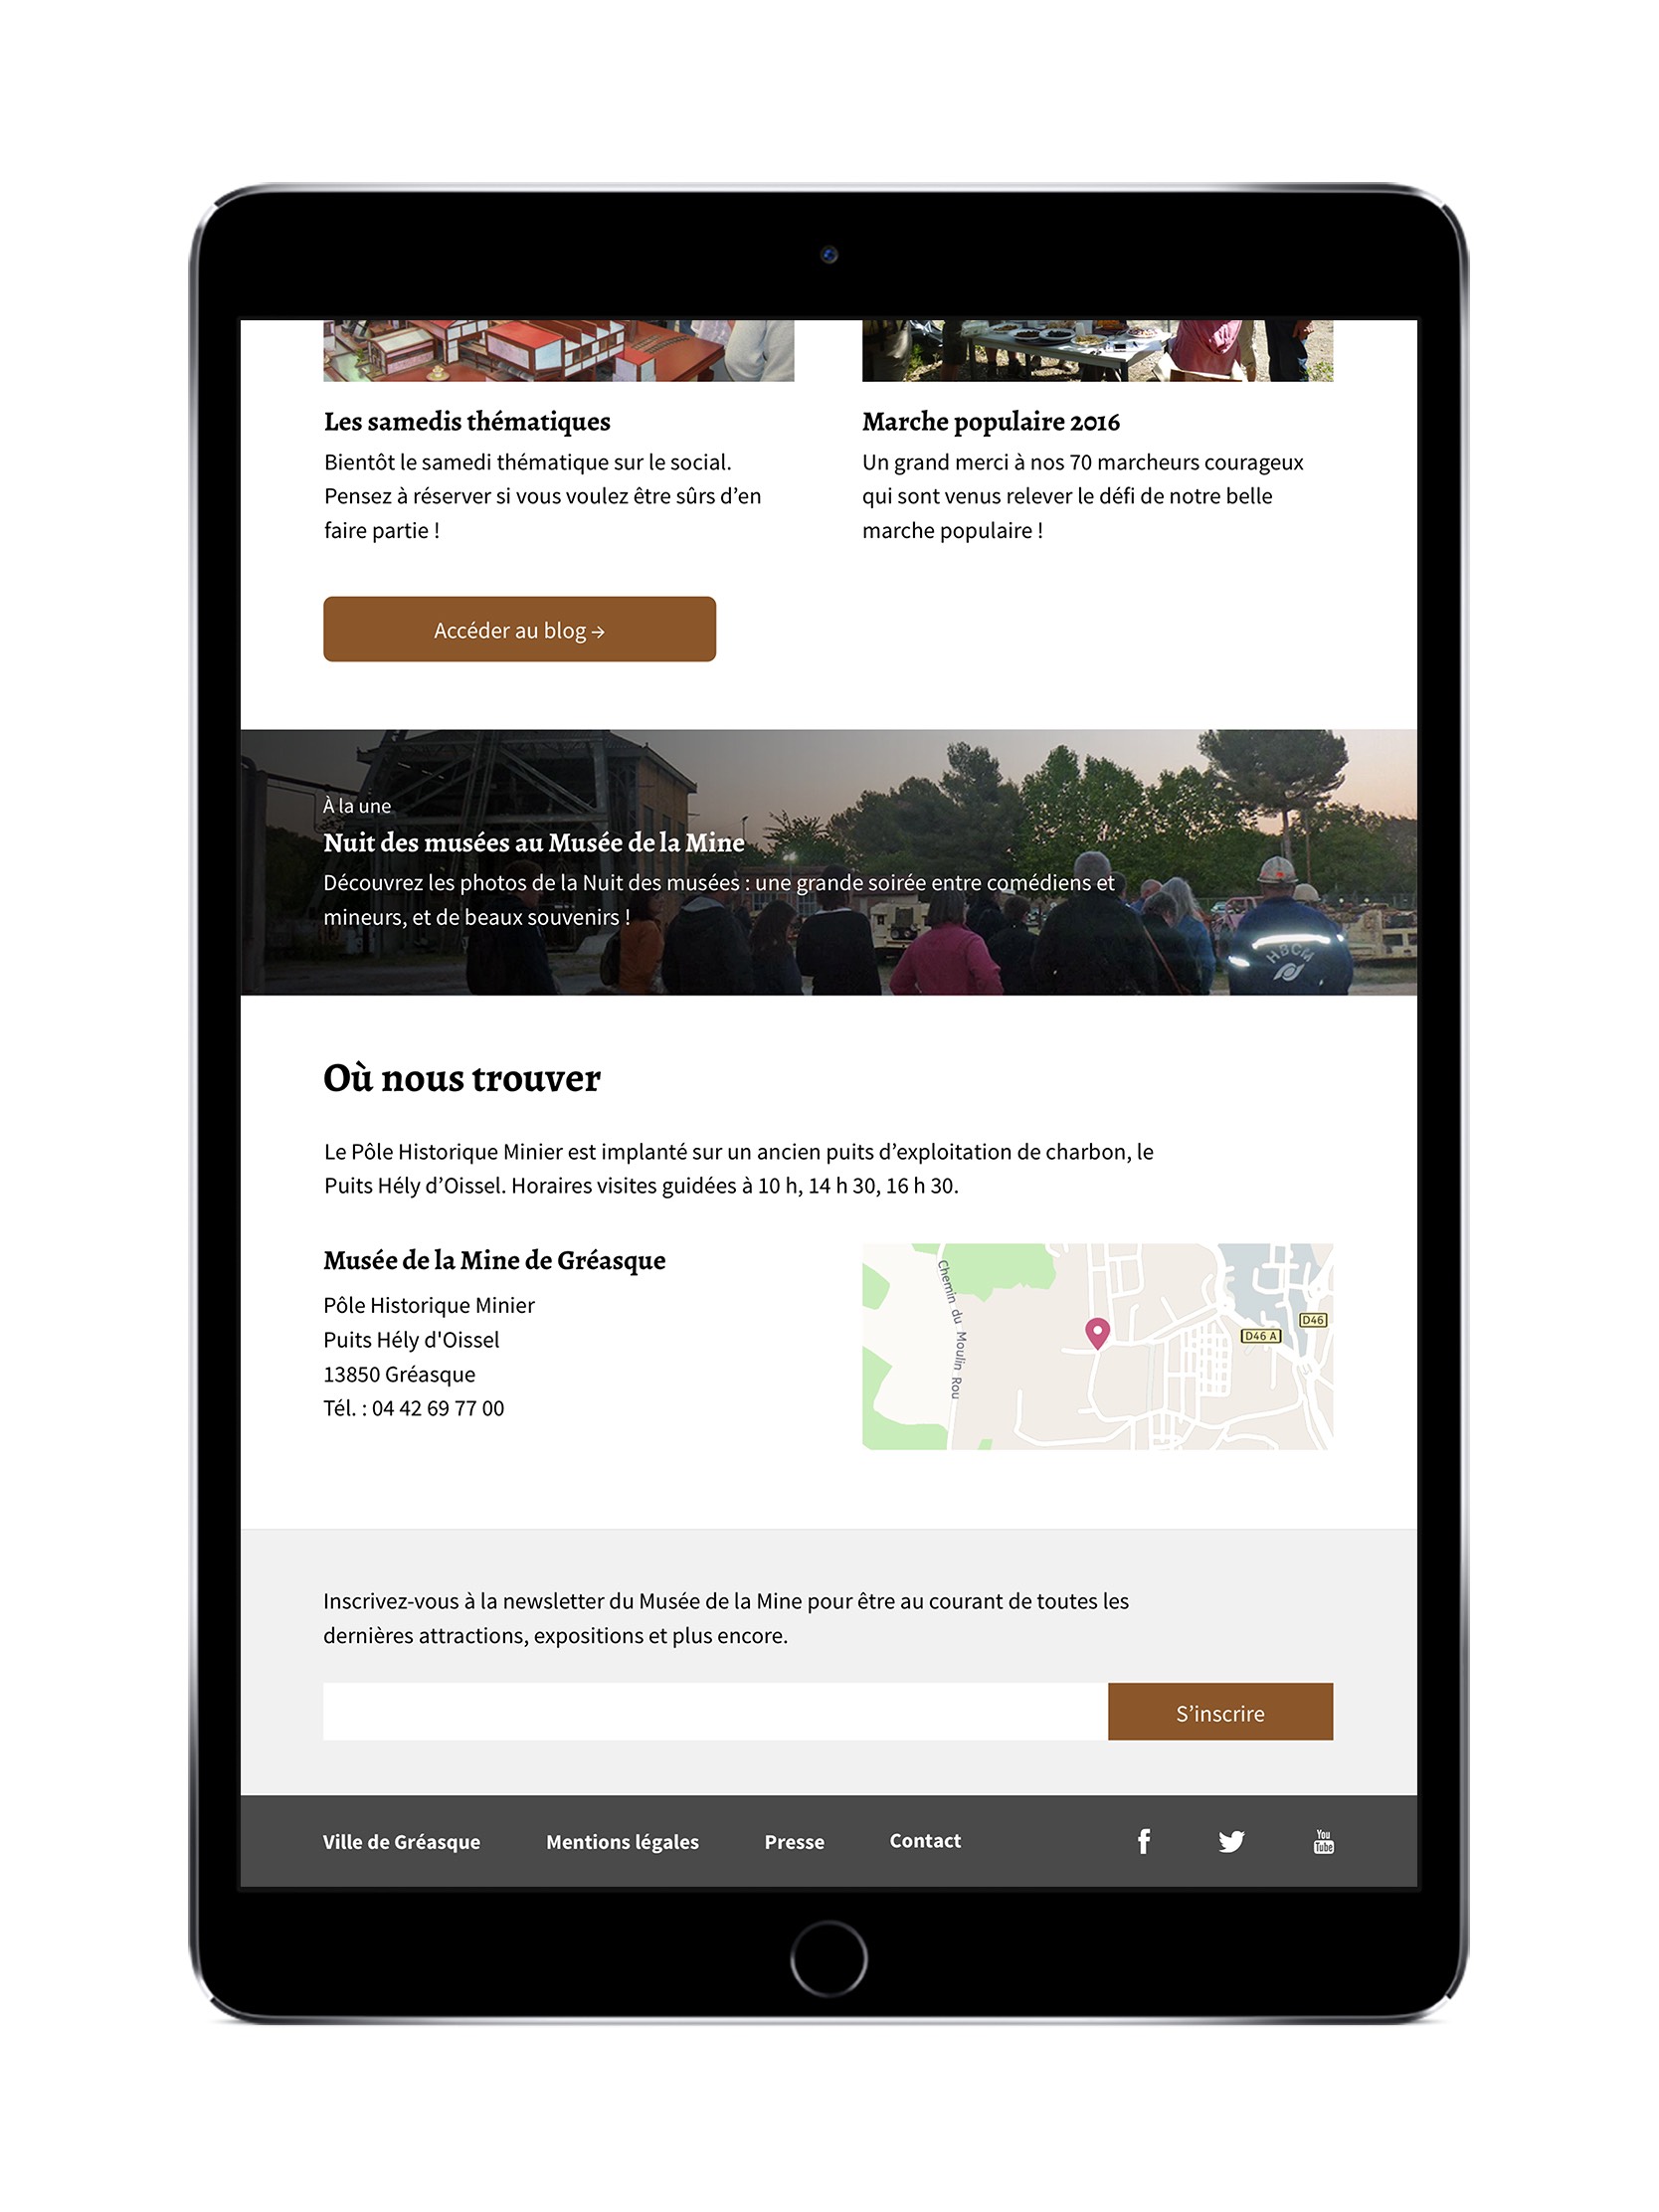 Les samedis thématiques
Bientôt le samedi thématique sur le social.
Pensez à réserver si vous voulez être sûrs d’en
faire partie !
Marche populaire 2016
Un grand merci à nos 70 marcheurs courageux
qui sont venus relever le défi de notre belle
marche populaire !
Accéder au blog →
À la une
Nuit des musées au Musée de la Mine
Découvrez les photos de la Nuit des musées : une grande soirée entre comédiens et
mineurs, et de beaux souvenirs !
HBCM
Où nous trouver
Le Pôle Historique Minier est implanté sur un ancien puits d’exploitation de charbon, le
Puits Hély d’Oissel. Horaires visites guidées à 10 h, 14 h 30, 16 h 30.
Musée de la Mine de Gréasque
Pôle Historique Minier
Puits Hély d'Oissel
13850 Gréasque
Tél. : 04 42 69 77 00
Chemin du Moulin Rou
D46 A
D46
Inscrivez-vous à la newsletter du Musée de la Mine pour être au courant de toutes les
dernières attractions, expositions et plus encore.
S’inscrire
Ville de Gréasque
Mentions légales
Presse
Contact
You
Tube